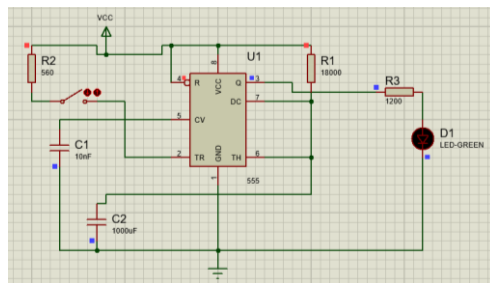 VCC
R2
560
U1
R1
18000
4
R
8
VCC
Q
3
DC
7
R3
1200
5
CV
C1
10nF
2
TR
GND
1
TH
6
555
D1
LED-GREEN
C2
1000uF